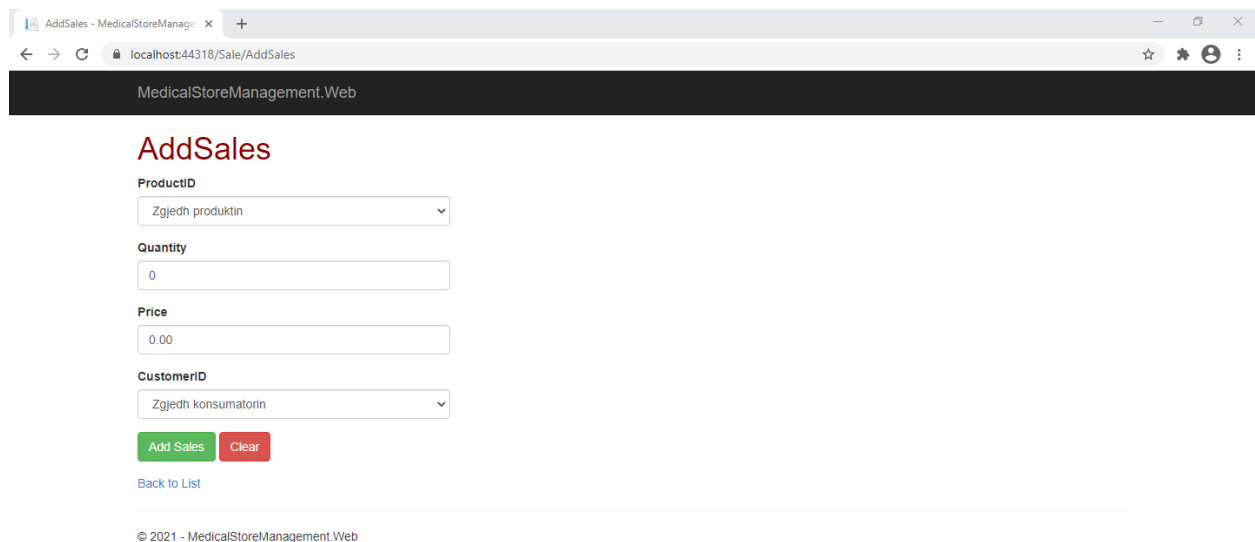 AddSales - MedicalStoreManage
localhost:44318/Sale/AddSales
MedicalStoreManagement.Web
AddSales
ProductID
Zgjedh produktin
Quantity
0
Price
0.00
CustomerID
Zgjedh konsumatorin
Add Sales Clear
Back to List
© 2021 - MedicalStoreManagement.Web